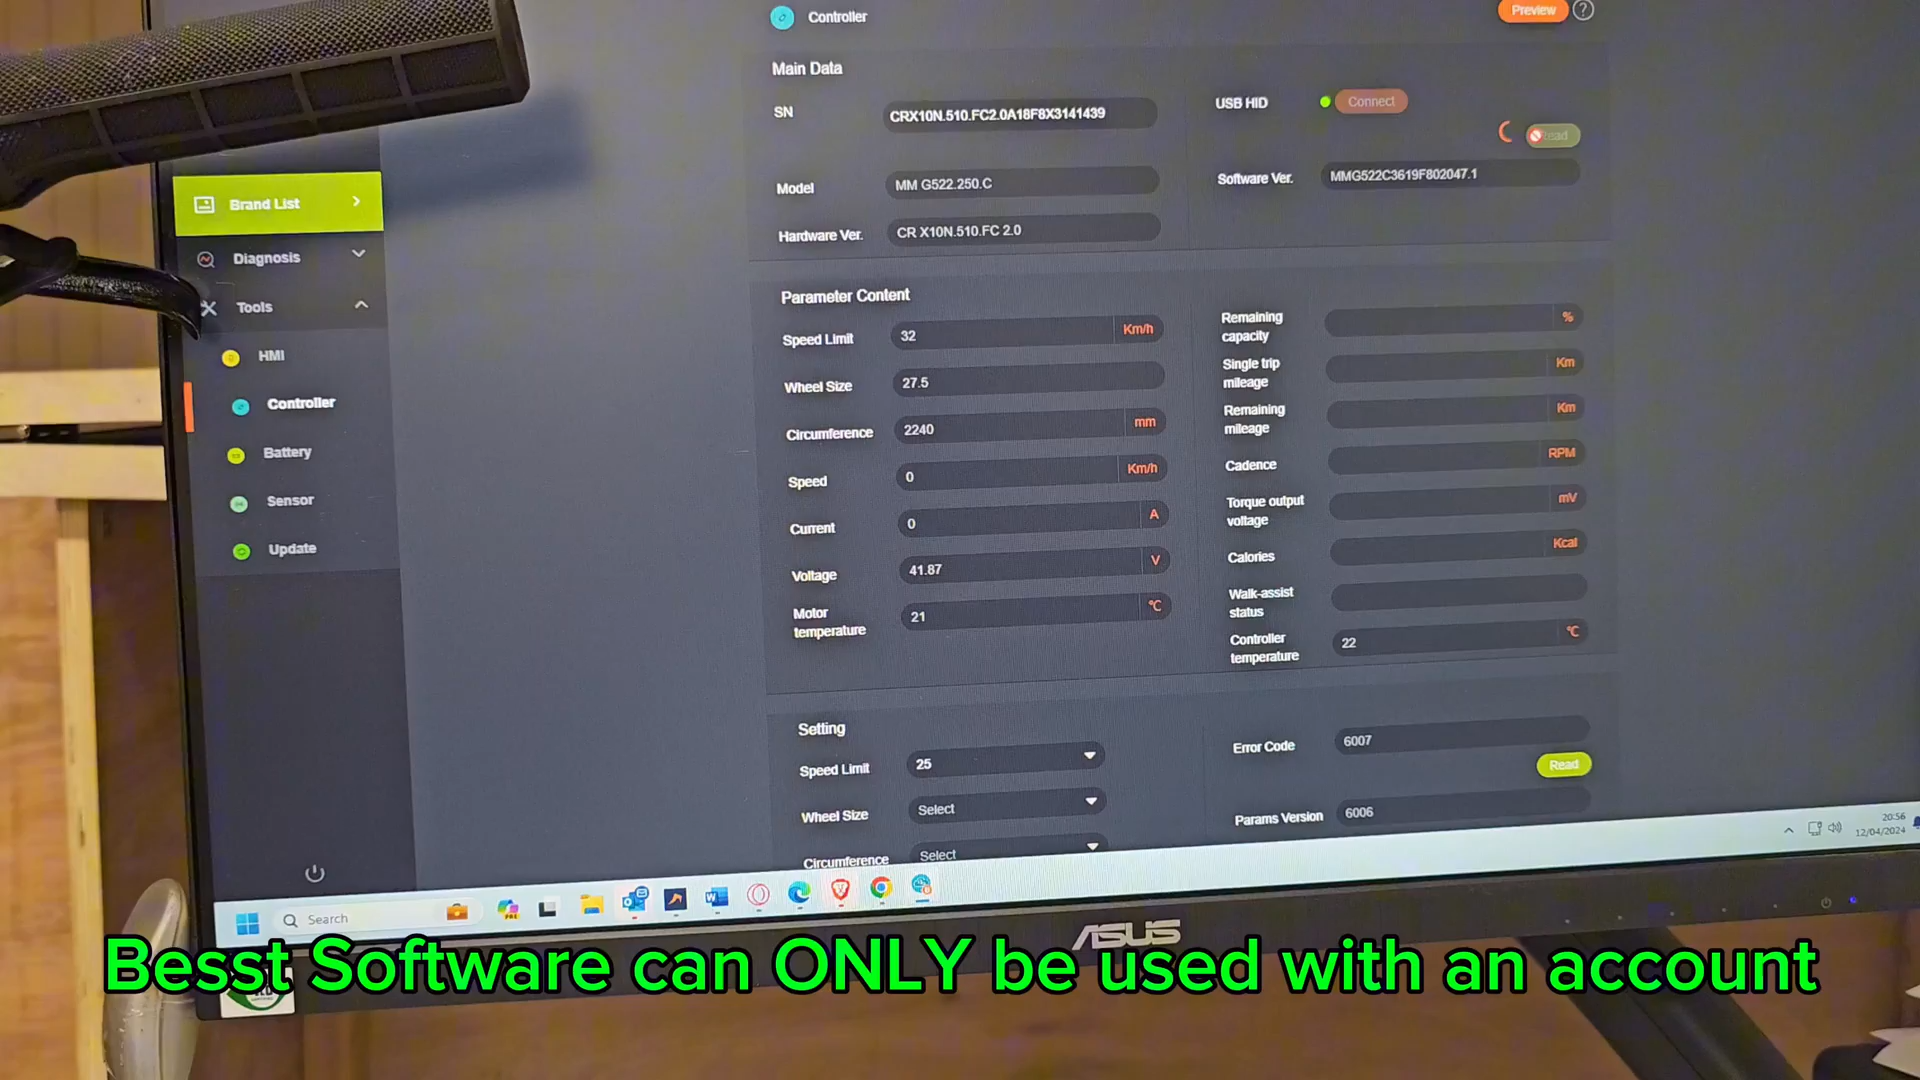 Controller
Preview
?
Main Data
SN
CRX10N.510.FC2.0A18F8X3141439
USB HID
Connect
Read
Model
MM G522.250.C
Software Ver.
MMG522C3619F802047.1
Hardware Ver.
CR X10N.510.FC 2.0
Brand List
Diagnosis
Tools
HMI
Controller
Battery
Sensor
Update
Parameter Content
Speed Limit
32
Km/h
Wheel Size
27.5
Circumference
2240
mm
Speed
0
Km/h
Current
0
A
Voltage
41.87
V
Motor
temperature
21
°C
Remaining
capacity
%
Single trip
mileage
Km
Remaining
mileage
Km
Cadence
RPM
Torque output
voltage
mV
Calories
Kcal
Walk-assist
status
Controller
temperature
22
°C
Setting
Speed Limit
25
Wheel Size
Select
Circumference
Select
Error Code
6007
Read
Params Version
6006
20:56
12/04/2024
Search
ASUS
Besst Software can ONLY be used with an account